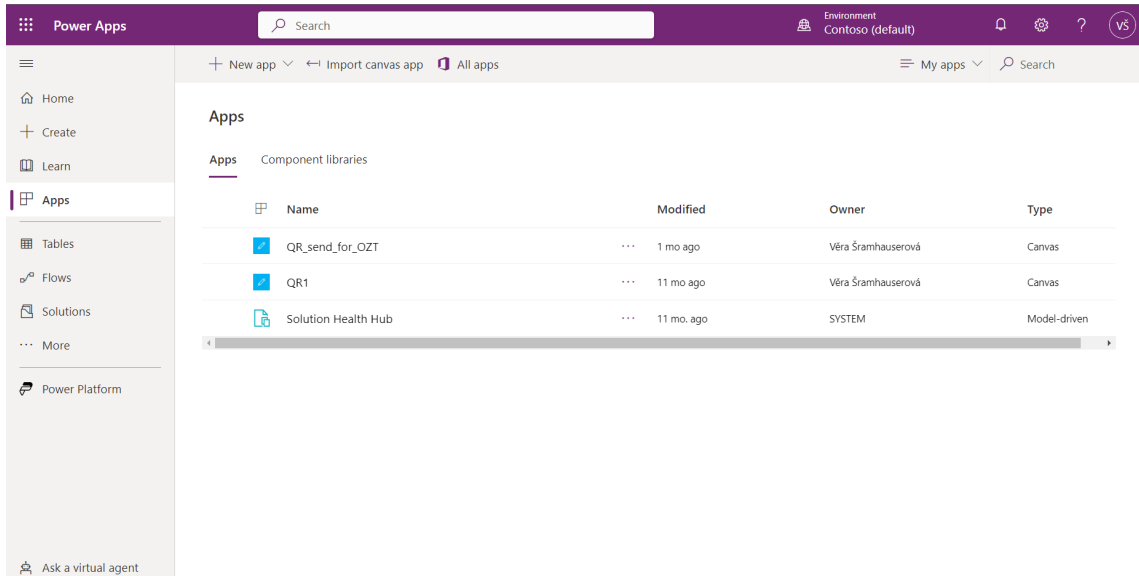 Power Apps
Search
Environment
Contoso (default)
?
VŠ
New app
Import canvas app
All apps
My apps
Search
Home
Create
Learn
Apps
Tables
Flows
Solutions
More
Power Platform
Ask a virtual agent
Apps
Apps Component libraries
Name Modified Owner Type
QR_send_for_OZT ... 1 mo ago Věra Šramhauserová Canvas
QR1 ... 11 mo ago Věra Šramhauserová Canvas
Solution Health Hub ... 11 mo. ago SYSTEM Model-driven